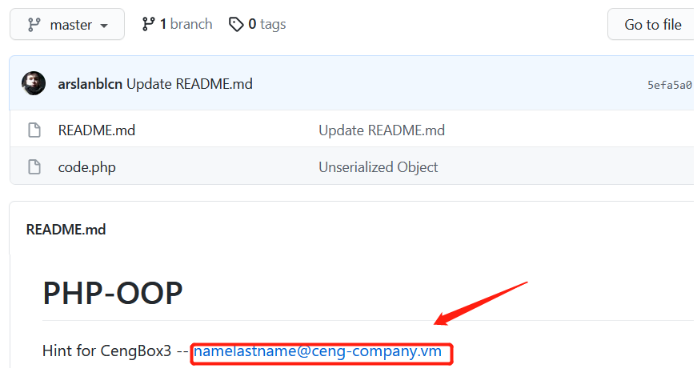 master 1 branch 0 tags Go to file
arslanblcn Update README.md 5efa5a0
README.md Update README.md
code.php Unserialized Object
README.md
PHP-OOP
Hint for CengBox3 -- namelastname@ceng-company.vm